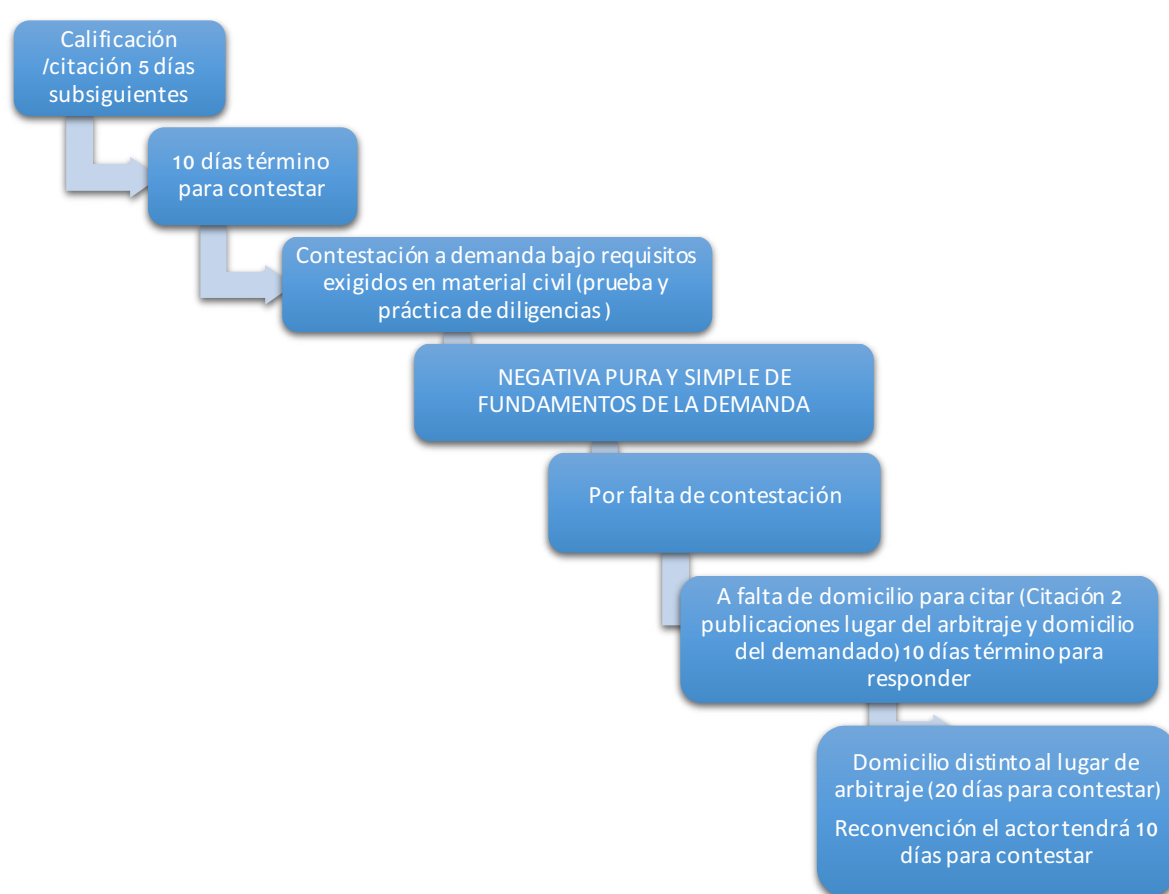 Calificación
/citación 5 días
subsiguientes
10 días término
para contestar
Contestación a demanda bajo requisitos
exigidos en material civil (prueba y
práctica de diligencias )
NEGATIVA PURA Y SIMPLE DE
FUNDAMENTOS DE LA DEMANDA
Por falta de contestación
A falta de domicilio para citar (Citación 2
publicaciones lugar del arbitraje y domicilio
del demandado) 10 días término para
responder
Domicilio distinto al lugar de
arbitraje (20 días para contestar)
Reconvención el actor tendrá 10
días para contestar